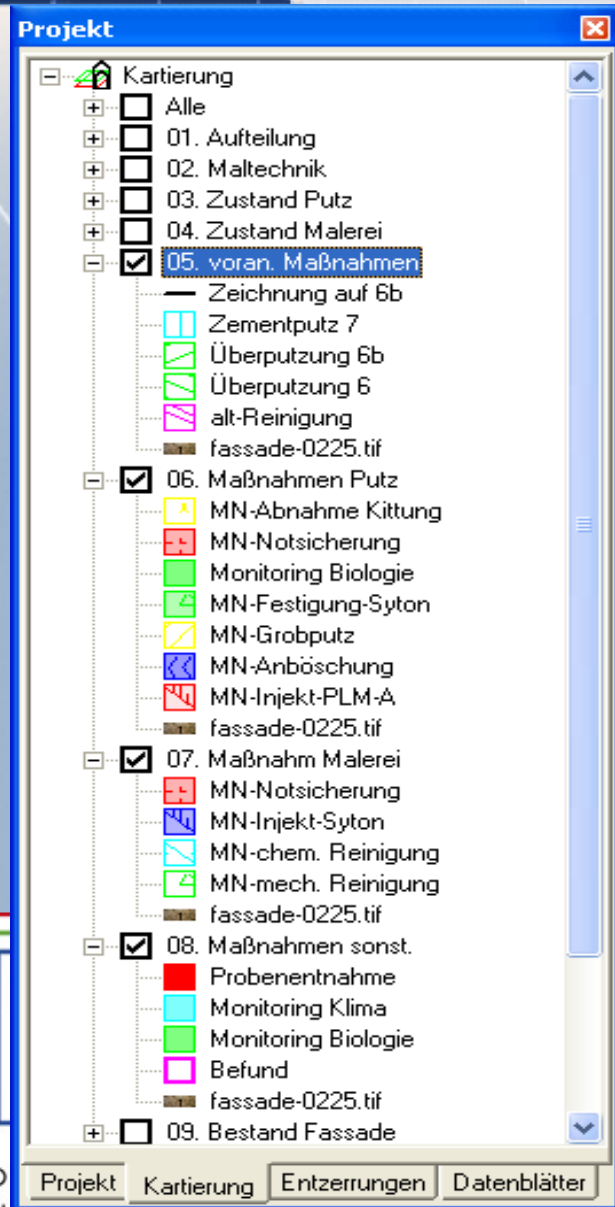 Projekt
Kartierung
Alle
01. Aufteilung
02. Maltechnik
03. Zustand Putz
04. Zustand Malerei
05. voran. Maßnahmen
Zeichnung auf 6b
Zementputz 7
Überputzung 6b
Überputzung 6
alt-Reinigung
fassade-0225.tif
06. Maßnahmen Putz
MN-Abnahme Kittung
MN-Notsicherung
Monitoring Biologie
MN-Festigung-Syton
MN-Grobputz
MN-Anböschung
MN-Injekt-PLM-A
fassade-0225.tif
07. Maßnahm Malerei
MN-Notsicherung
MN-Injekt-Syton
MN-chem. Reinigung
MN-mech. Reinigung
fassade-0225.tif
08. Maßnahmen sonst.
Probenentnahme
Monitoring Klima
Monitoring Biologie
Befund
fassade-0225.tif
09. Bestand Fassade
Projekt Kartierung Entzerrungen Datenblätter